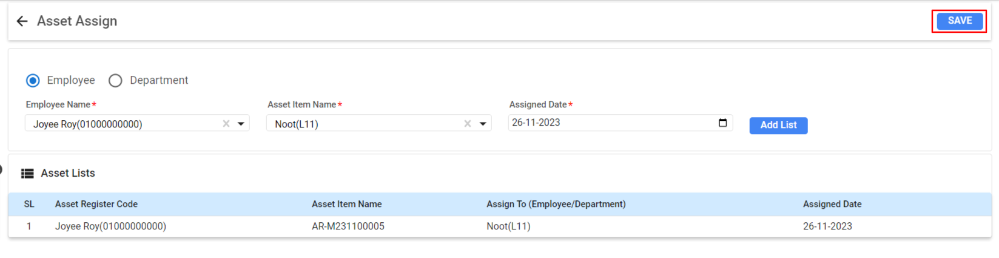 Asset Assign SAVE
Employee Department
Employee Name* Asset Item Name* Assigned Date*
Joyee Roy(01000000000) Noot(L11) 26-11-2023 Add List
Asset Lists
SL Asset Register Code Asset Item Name Assign To (Employee/Department) Assigned Date
1 Joyee Roy(01000000000) AR-M231100005 Noot(L11) 26-11-2023